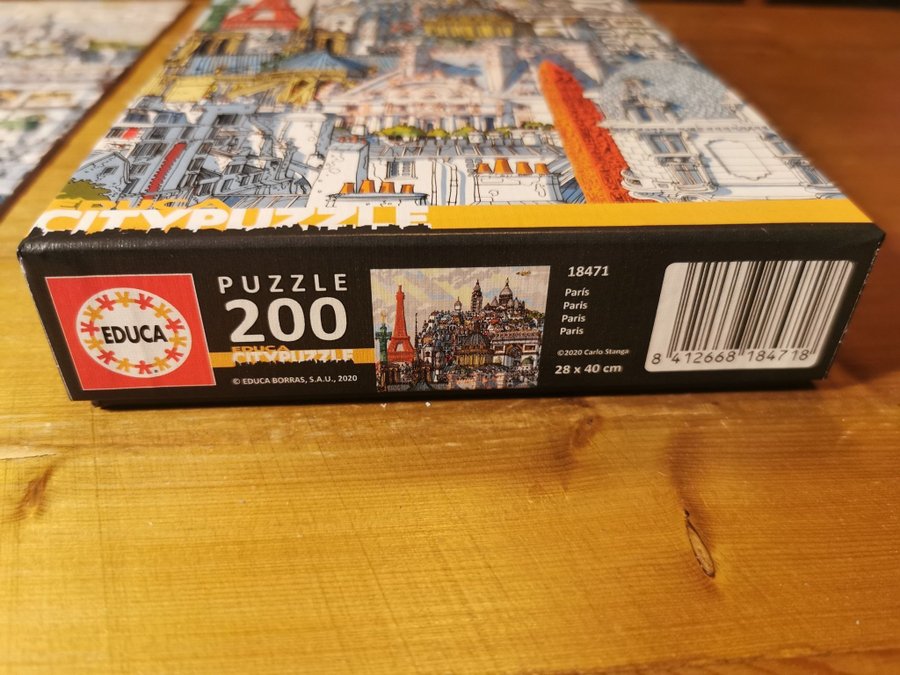 EDUCA
CITYPUZZLE
EDUCA
PUZZLE
200
EDUCA
CITYPUZZLE
© EDUCA BORRAS, S.A.U., 2020
18471
París
Paris
Paris
Paris
©2020 Carlo Stanga
28 x 40 cm
8 412668 184718